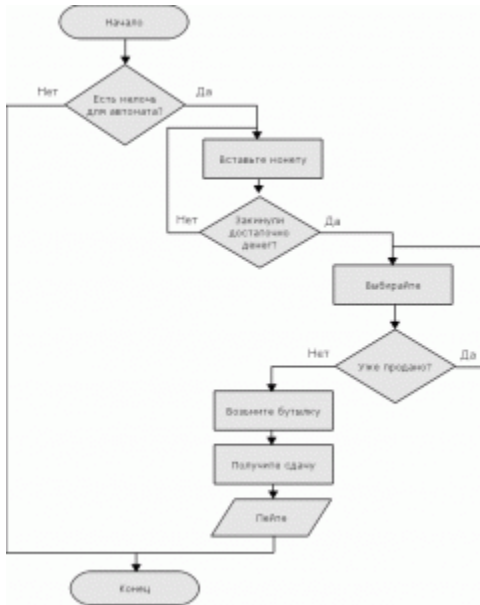 Начало
Нет
Да
Есть мелочь
для автомата?
Вставьте монету
Нет
Закинули
достаточно
денег?
Да
Выбирайте
Нет
Уже продано?
Да
Возьмите бутылку
Получите сдачу
Пейте
Конец